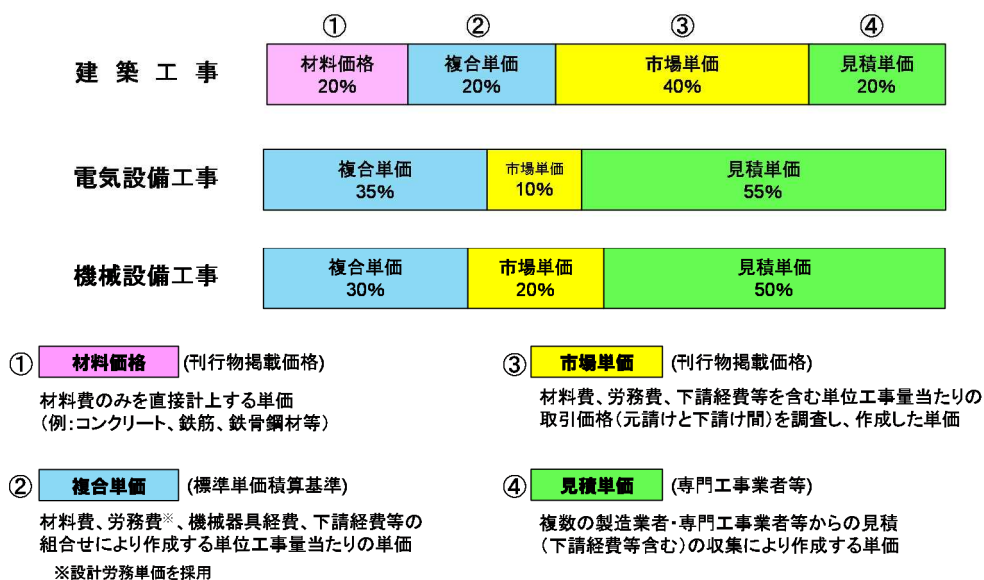 ① ② ③ ④
建築工事
材料価格 複合単価 市場単価 見積単価
20% 20% 40% 20%
電気設備工事
複合単価 市場単価 見積単価
35% 10% 55%
機械設備工事
複合単価 市場単価 見積単価
30% 20% 50%
① 材料価格 (刊行物掲載価格)
材料費のみを直接計上する単価
(例:コンクリート、鉄筋、鉄骨鋼材等)
② 複合単価 (標準単価積算基準)
材料費、労務費※、機械器具経費、下請経費等の
組合せにより作成する単位工事量当たりの単価
※設計労務単価を採用
③ 市場単価 (刊行物掲載価格)
材料費、労務費、下請経費等を含む単位工事量当たりの
取引価格(元請けと下請け間)を調査し、作成した単価
④ 見積単価 (専門工事業者等)
複数の製造業者・専門工事業者等からの見積
(下請経費等含む)の収集により作成する単価